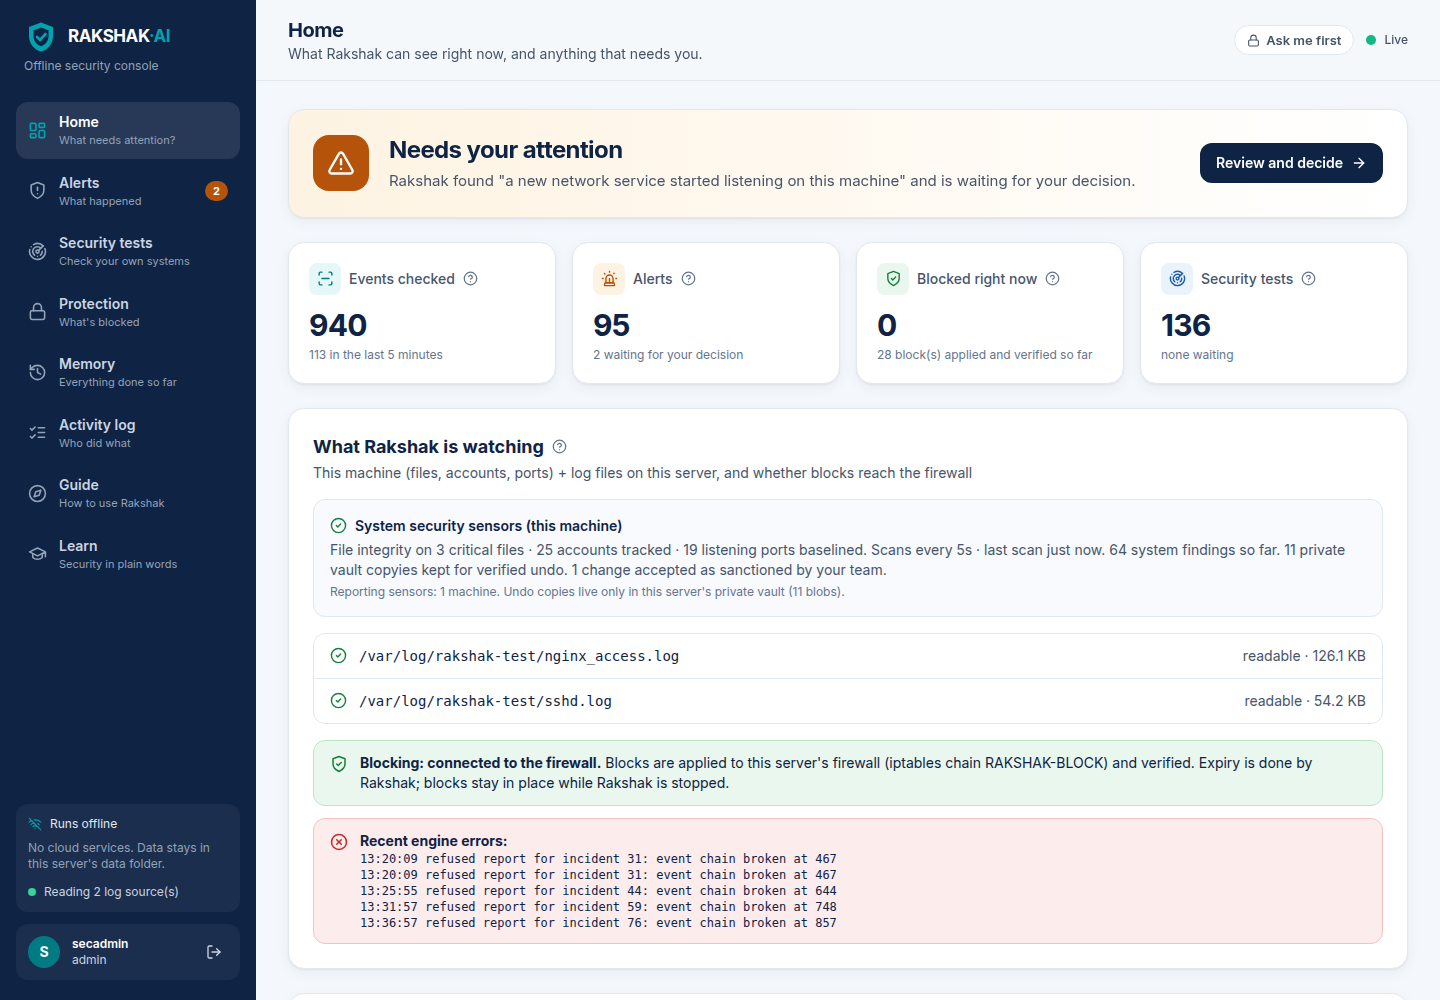 RAKSHAK·AI
Offline security console
Home
What needs attention?
Alerts
What happened
2
Security tests
Check your own systems
Protection
What's blocked
Memory
Everything done so far
Activity log
Who did what
Guide
How to use Rakshak
Learn
Security in plain words
Runs offline
No cloud services. Data stays in
this server's data folder.
Reading 2 log source(s)
S
secadmin
admin
Home
What Rakshak can see right now, and anything that needs you.
Ask me first
Live
Needs your attention
Rakshak found "a new network service started listening on this machine" and is waiting for your decision.
Review and decide
Events checked
940
113 in the last 5 minutes
Alerts
95
2 waiting for your decision
Blocked right now
0
28 block(s) applied and verified so far
Security tests
136
none waiting
What Rakshak is watching
This machine (files, accounts, ports) + log files on this server, and whether blocks reach the firewall
System security sensors (this machine)
File integrity on 3 critical files · 25 accounts tracked · 19 listening ports baselined. Scans every 5s · last scan just now. 64 system findings so far. 11 private
vault copyies kept for verified undo. 1 change accepted as sanctioned by your team.
Reporting sensors: 1 machine. Undo copies live only in this server's private vault (11 blobs).
/var/log/rakshak-test/nginx_access.log
readable · 126.1 KB
/var/log/rakshak-test/sshd.log
readable · 54.2 KB
Blocking: connected to the firewall. Blocks are applied to this server's firewall (iptables chain RAKSHAK-BLOCK) and verified. Expiry is done by
Rakshak; blocks stay in place while Rakshak is stopped.
Recent engine errors:
13:20:09 refused report for incident 31: event chain broken at 467
13:20:09 refused report for incident 31: event chain broken at 467
13:25:55 refused report for incident 44: event chain broken at 644
13:31:57 refused report for incident 59: event chain broken at 748
13:36:57 refused report for incident 76: event chain broken at 857